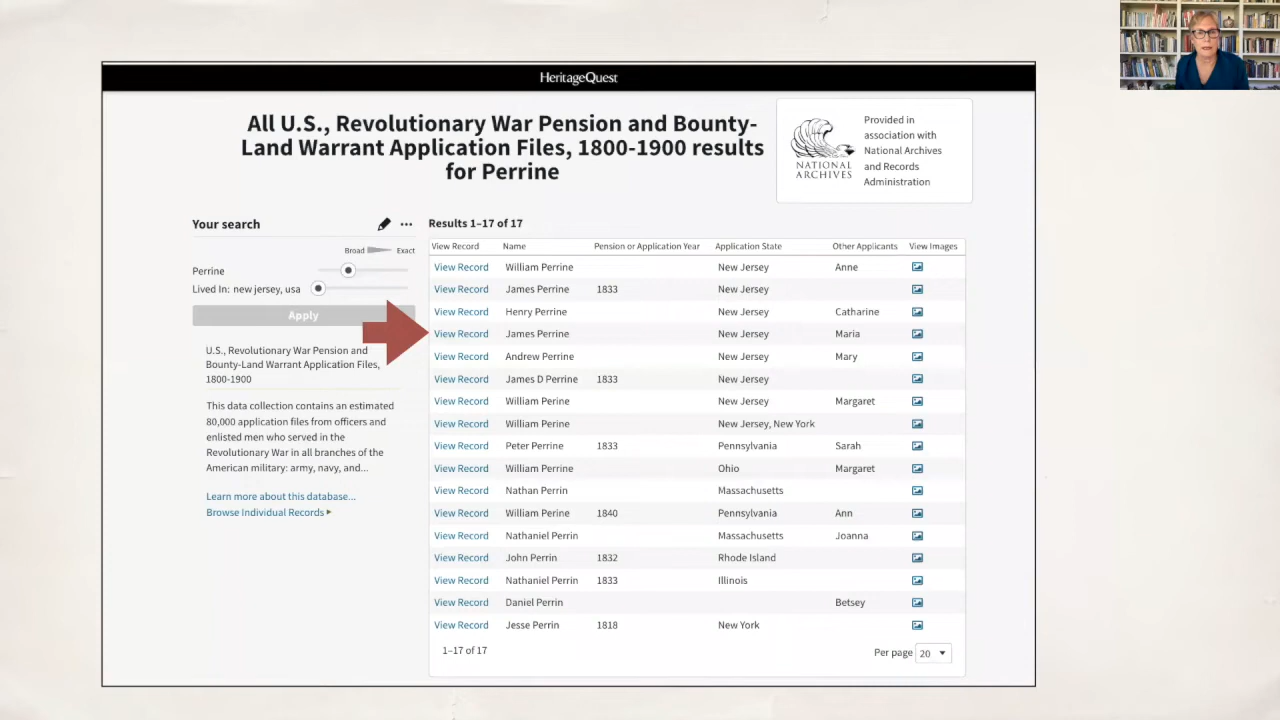 HeritageQuest
All U.S., Revolutionary War Pension and Bounty-
Land Warrant Application Files, 1800-1900 results
for Perrine
NATIONAL
ARCHIVES
Provided in
association with
National Archives
and Records
Administration
Your search
Broad Exact
Perrine
Lived In: new jersey, usa
Apply
U.S., Revolutionary War Pension and
Bounty-Land Warrant Application Files,
1800-1900
This data collection contains an estimated
80,000 application files from officers and
enlisted men who served in the
Revolutionary War in all branches of the
American military: army, navy, and...
Learn more about this database...
Browse Individual Records
Results 1–17 of 17
View Record Name Pension or Application Year Application State Other Applicants View Images
View Record William Perrine New Jersey Anne
View Record James Perrine 1833 New Jersey
View Record Henry Perrine New Jersey Catharine
View Record James Perrine New Jersey Maria
View Record Andrew Perrine New Jersey Mary
View Record James D Perrine 1833 New Jersey
View Record William Perine New Jersey Margaret
View Record William Perine New Jersey, New York
View Record Peter Perrine 1833 Pennsylvania Sarah
View Record William Perrine Ohio Margaret
View Record Nathan Perrin Massachusetts
View Record William Perine 1840 Pennsylvania Ann
View Record Nathaniel Perrin Massachusetts Joanna
View Record John Perrin 1832 Rhode Island
View Record Nathaniel Perrin 1833 Illinois
View Record Daniel Perrin Betsey
View Record Jesse Perrin 1818 New York
1–17 of 17
Per page 20